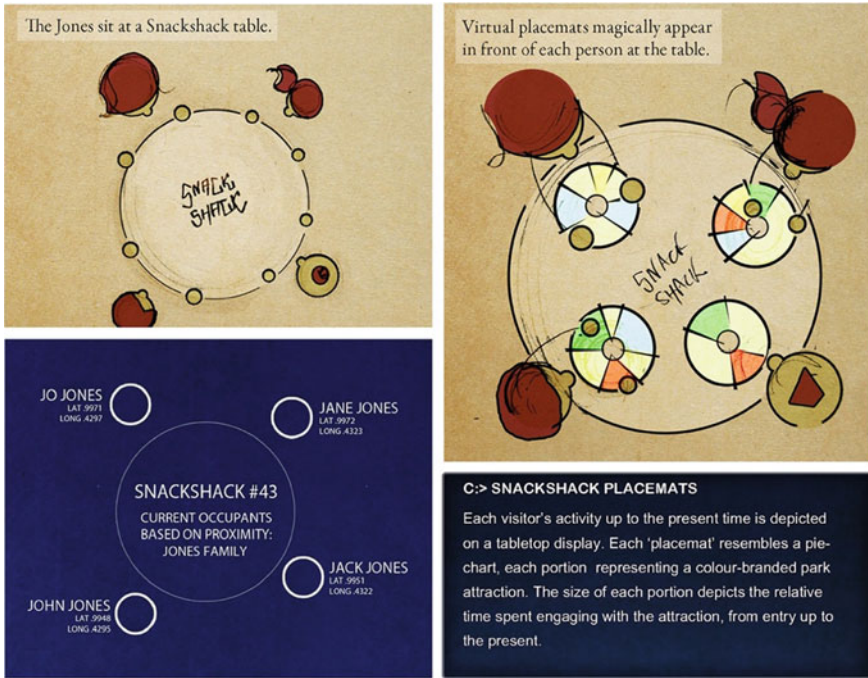 The Jones sit at a Snackshack table.
SNACK
SHACK
Virtual placemats magically appear
in front of each person at the table.
SNACK
SHACK
JO JONES
LAT .9971
LONG .4297
JANE JONES
LAT .9972
LONG .4323
SNACKSHACK #43
CURRENT OCCUPANTS
BASED ON PROXIMITY:
JONES FAMILY
JACK JONES
LAT .9951
LONG .4322
JOHN JONES
LAT .9948
LONG .4295
C:> SNACKSHACK PLACEMATS
Each visitor's activity up to the present time is depicted
on a tabletop display. Each 'placemat' resembles a pie-
chart, each portion representing a colour-branded park
attraction. The size of each portion depicts the relative
time spent engaging with the attraction, from entry up to
the present.